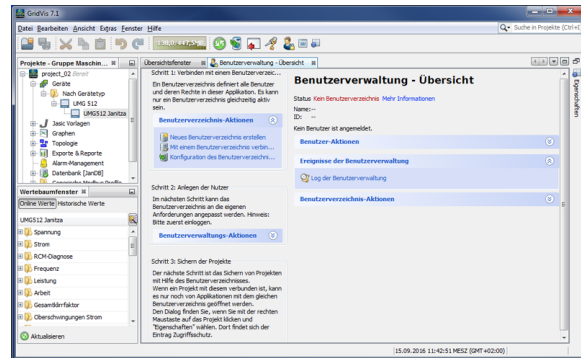 GridVis 7.1
Datei Bearbeiten Ansicht Extras Fenster Hilfe
Suche in Projekte (Ctrl+I)
Projekte - Gruppe Maschin...
Übersichtsfenster
Benutzerverwaltung - Übersicht
project_02 Bereit
Geräte
Nach Gerätetyp
UMG 512
UMG512 Janitza
Jasic Vorlagen
Graphen
Topologie
Exporte & Reporte
Alarm-Management
Datenbank [JanDB]
Wertebaumfenster
Online Werte Historische Werte
UMG512 Janitza
Spannung
Strom
RCM-Diagnose
Frequenz
Leistung
Arbeit
Gesamtklirrfaktor
Oberschwingungen Strom
Aktualisieren
Schritt 1: Verbinden mit einem Benutzerverzeic...
Ein Benutzerverzeichnis definiert alle Benutzer
und deren Rechte in dieser Applikation. Es kann
nur ein Benutzerverzeichnis gleichzeitig aktiv
sein.
Benutzerverzeichnis-Aktionen
Neues Benutzerverzeichnis erstellen
Mit einem Benutzerverzeichnis verbin...
Konfiguration des Benutzerverzeichni...
Schritt 2: Anlegen der Nutzer
Im nächsten Schritt kann das
Benutzerverzeichnis an die eigenen
Anforderungen angepasst werden. Hinweis:
Bitte zuerst einloggen.
Benutzerverwaltungs-Aktionen
Schritt 3: Sichern der Projekte
Der nächste Schritt ist das Sichern von Projekten
mit Hilfe des Benutzerverzeichnisses.
Wenn ein Projekt mit diesem verbunden ist, kann
es nur noch von Applikationen mit dem gleichen
Benutzerverzeichnis geöffnet werden.
Den Dialog finden Sie, wenn Sie mit der rechten
Maustaste auf das Projekt klicken und
"Eigenschaften" wählen. Dort findet sich der
Eintrag Zugriffsschutz.
Benutzerverwaltung - Übersicht
Status Kein Benutzerverzeichnis Mehr Informationen
Name: --
ID: --
Kein Benutzer ist angemeldet.
Benutzer-Aktionen
Ereignisse der Benutzerverwaltung
Log der Benutzerverwaltung
Benutzerverzeichnis-Aktionen
Eigenschaften
15.09.2016 11:42:51 MESZ (GMT+02:00)